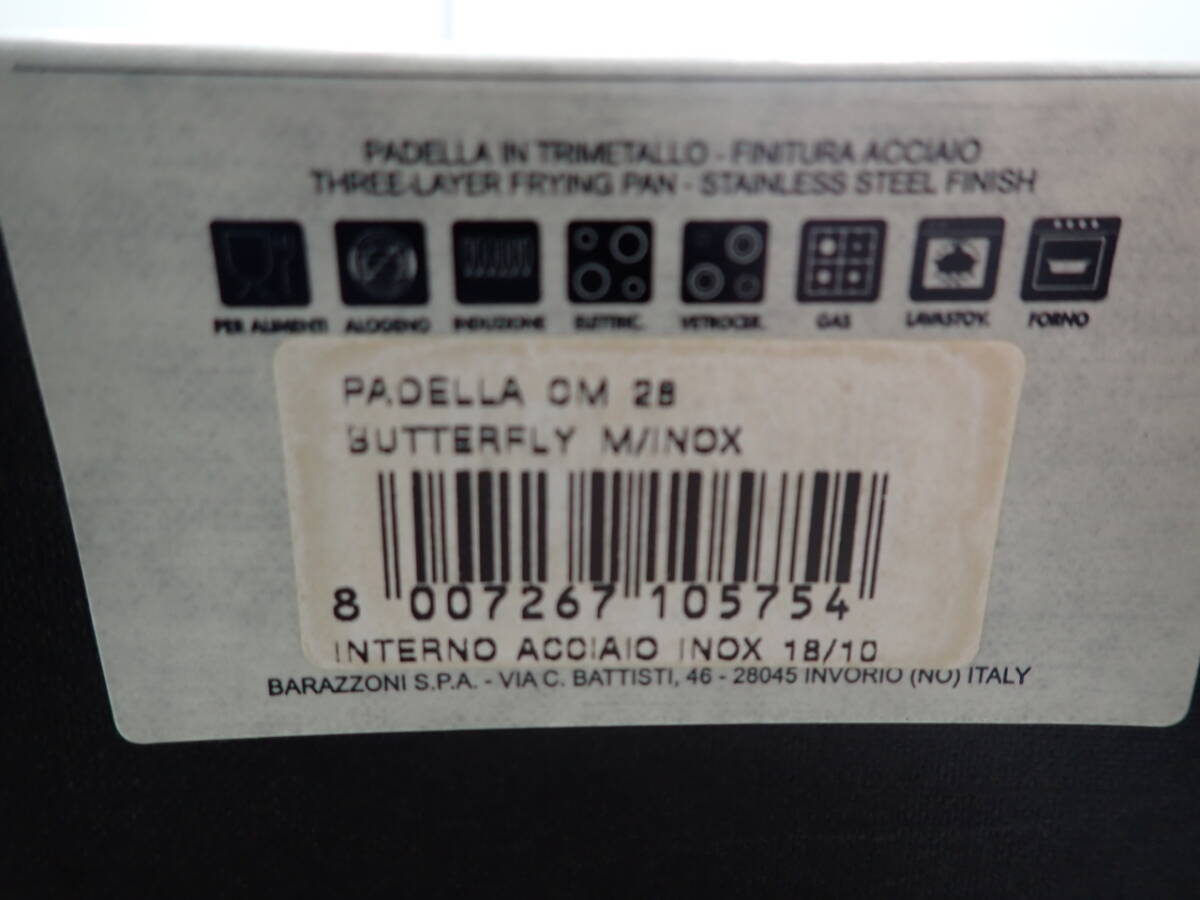 PADELLA IN TRIMETALLO - FINITURA ACCIAIO
THREE-LAYER FRYING PAN - STAINLESS STEEL FINISH
PER ALIMENTI ALOGENO INDUZIONE ELETTRIC. VETROCER. GAS LAVASTOV. FORNO
PADELLA CM 28
BUTTERFLY M/INOX
8 007267 105754
INTERNO ACCIAIO INOX 18/10
BARAZZONI S.P.A. - VIA C. BATTISTI, 46 - 28045 INVORIO (NO) ITALY